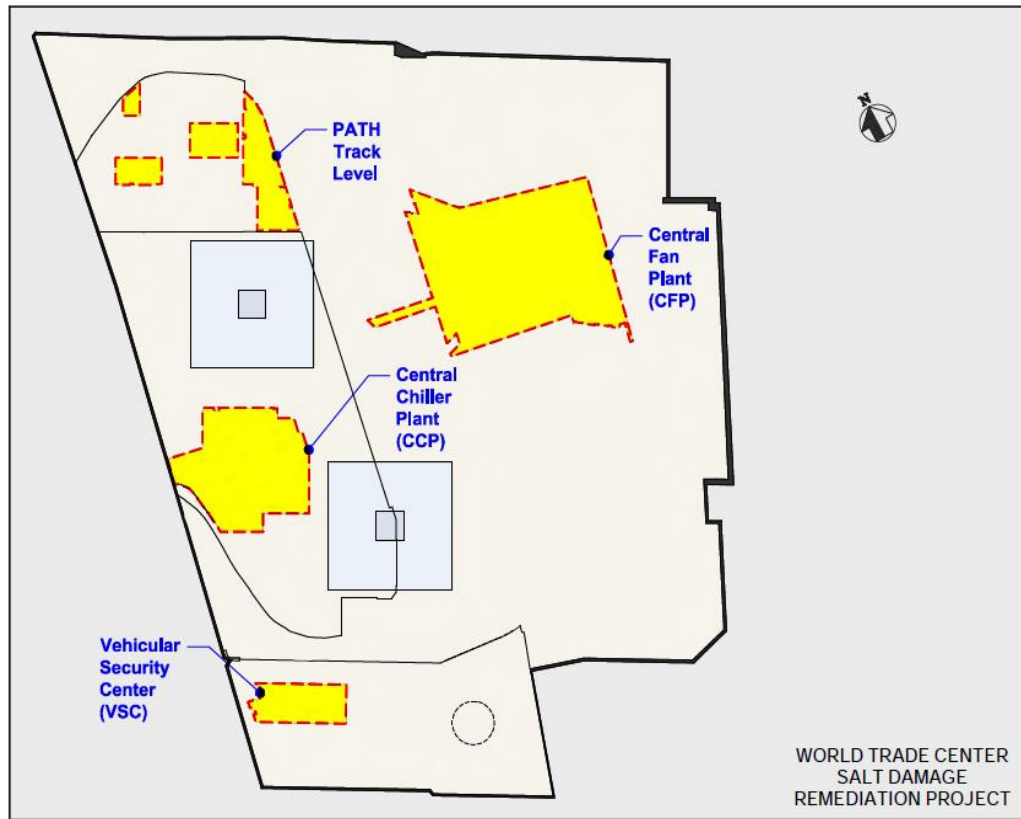 N
PATH
Track
Level
Central
Fan
Plant
(CFP)
Central
Chiller
Plant
(CCP)
Vehicular
Security
Center
(VSC)
WORLD TRADE CENTER
SALT DAMAGE
REMEDIATION PROJECT